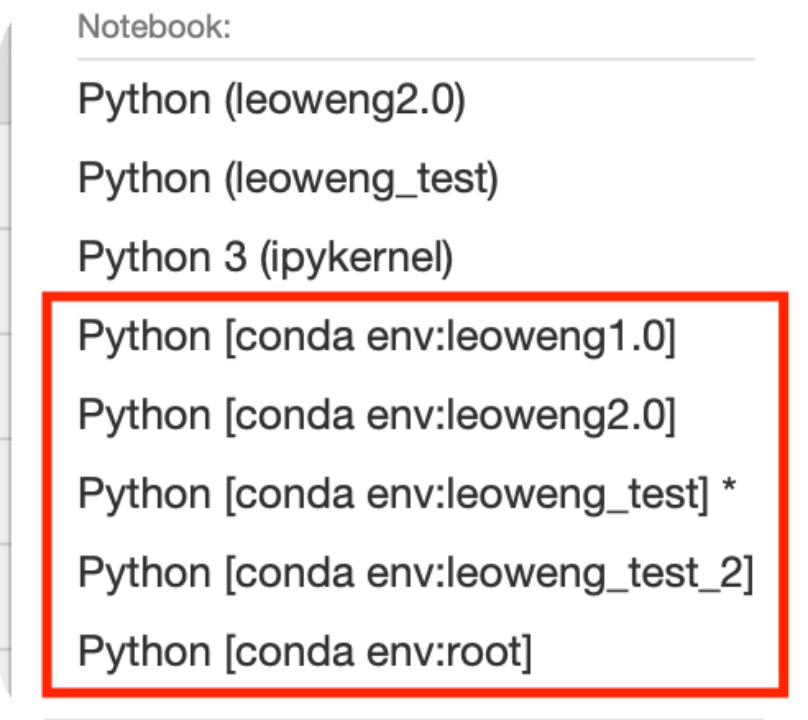 Notebook:
Python (leoweng2.0)
Python (leoweng_test)
Python 3 (ipykernel)
Python [conda env:leoweng1.0]
Python [conda env:leoweng2.0]
Python [conda env:leoweng_test] *
Python [conda env:leoweng_test_2]
Python [conda env:root]